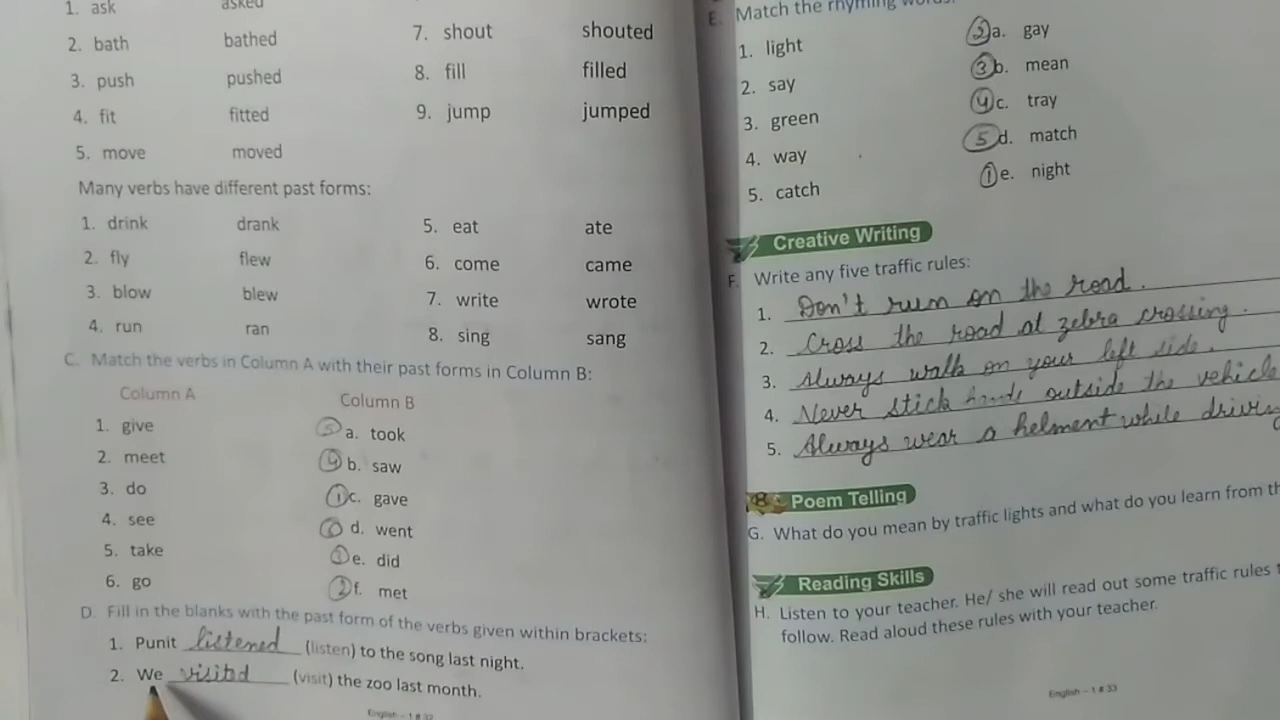 1. ask asked
2. bath bathed
3. push pushed
4. fit fitted
5. move moved
7. shout shouted
8. fill filled
9. jump jumped
Many verbs have different past forms:
1. drink drank
2. fly flew
3. blow blew
4. run ran
5. eat ate
6. come came
7. write wrote
8. sing sang
C. Match the verbs in Column A with their past forms in Column B:
Column A Column B
1. give 5 a. took
2. meet 4 b. saw
3. do 1 c. gave
4. see 6 d. went
5. take 3 e. did
6. go 2 f. met
D. Fill in the blanks with the past form of the verbs given within brackets:
1. Punit listened (listen) to the song last night.
2. We visited (visit) the zoo last month.
English – 1 # 32
E. Match the rhyming words:
1. light 2 a. gay
2. say 3 b. mean
3. green 4 c. tray
4. way 5 d. match
5. catch 1 e. night
Creative Writing
F. Write any five traffic rules:
1. Don't run on the road.
2. Cross the road at zebra crossing.
3. Always walk on your left side.
4. Never stick hands outside the vehicle
5. Always wear a helment while driving
Poem Telling
G. What do you mean by traffic lights and what do you learn from
Reading Skills
H. Listen to your teacher. He/ she will read out some traffic rules
follow. Read aloud these rules with your teacher.
English – 1 # 33